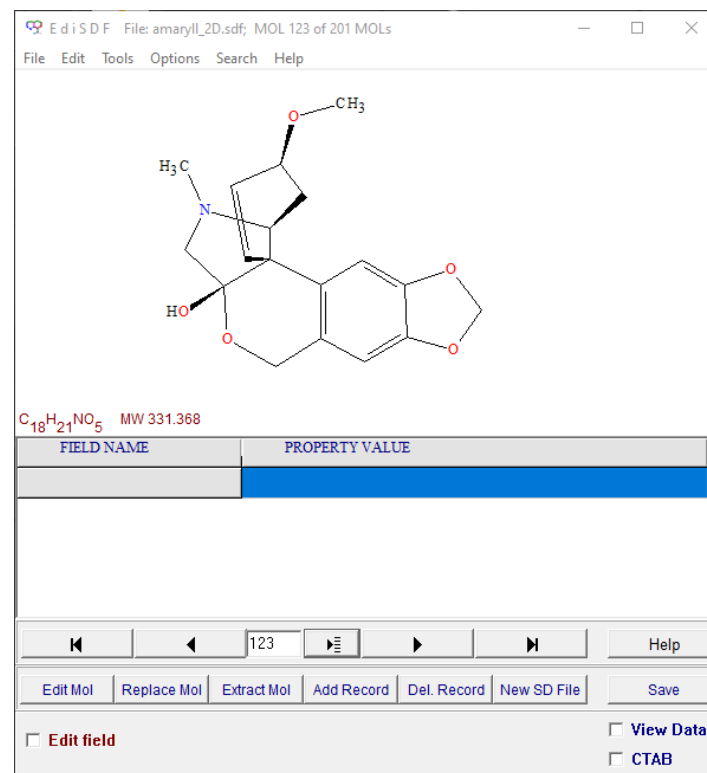 E d i S D F   File: amaryll_2D.sdf;  MOL 123 of 201 MOLs
File   Edit   Tools   Options   Search   Help
O CH3
H3C
N
O
HO
O
O
C18H21NO5   MW 331.368
FIELD NAME   PROPERTY VALUE
123   Help
Edit Mol   Replace Mol   Extract Mol   Add Record   Del. Record   New SD File   Save
Edit field
View Data
CTAB